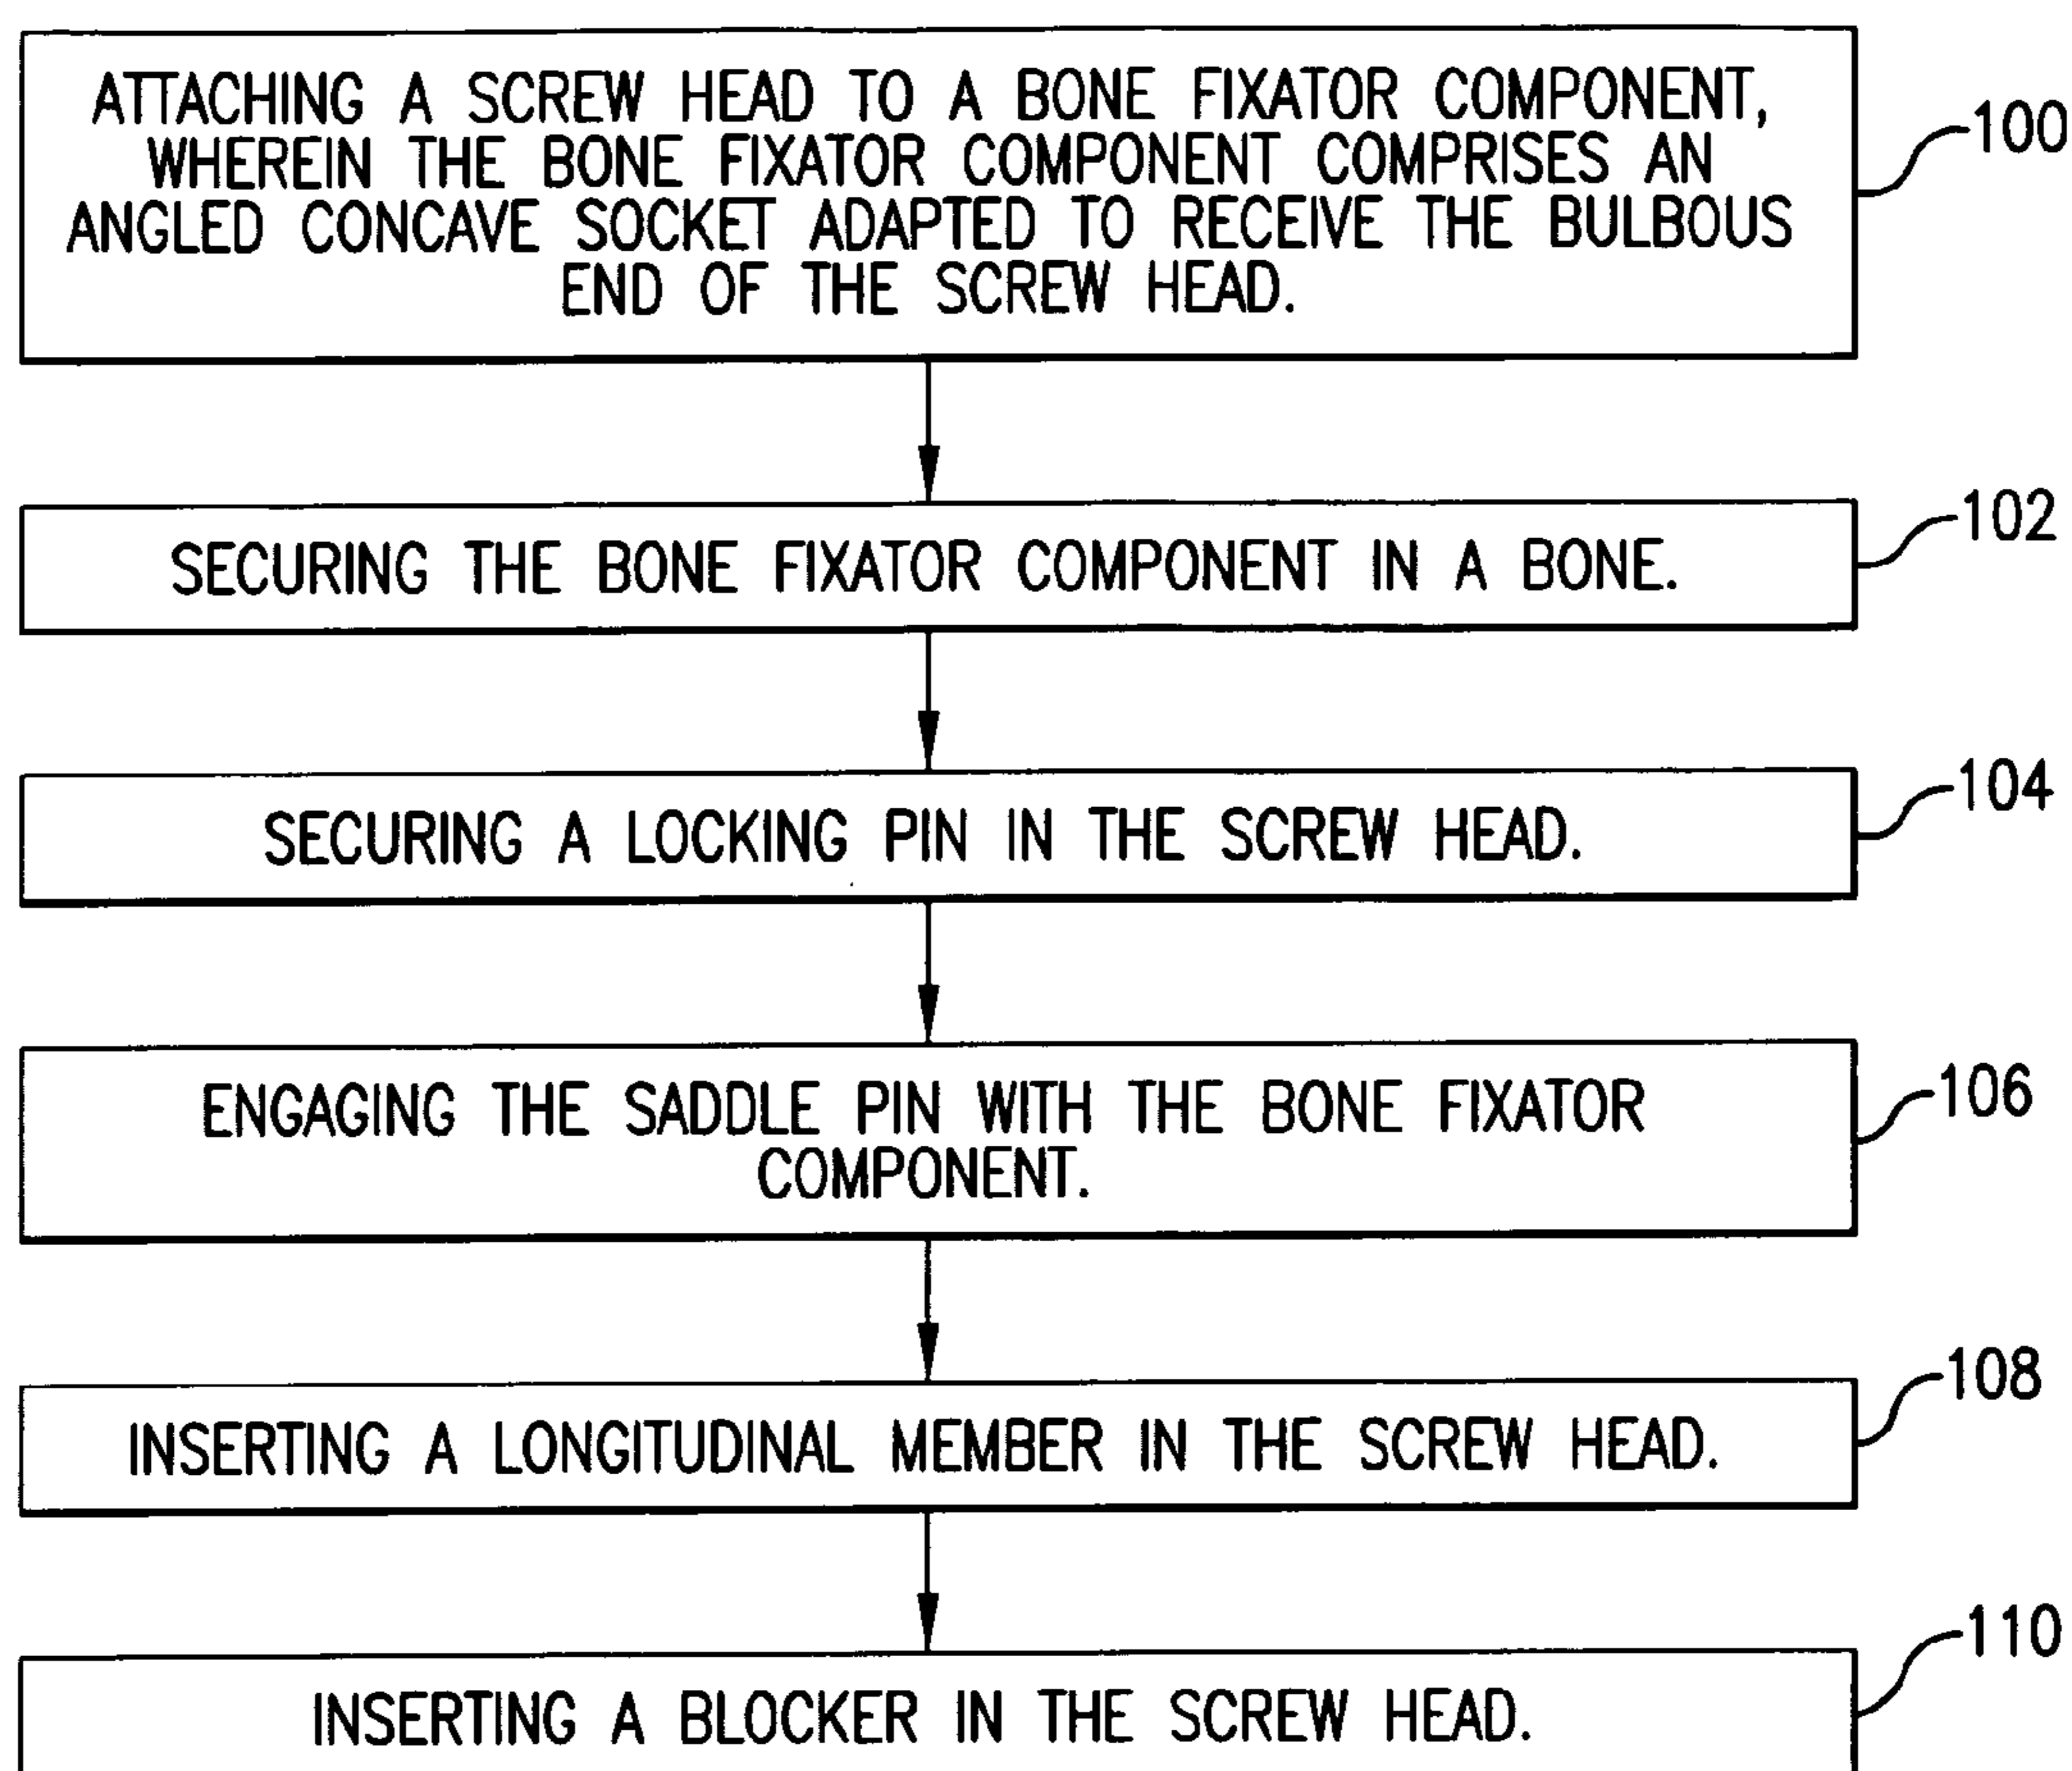 ATTACHING A SCREW HEAD TO A BONE FIXATOR COMPONENT,
WHEREIN THE BONE FIXATOR COMPONENT COMPRISES AN
ANGLED CONCAVE SOCKET ADAPTED TO RECEIVE THE BULBOUS
END OF THE SCREW HEAD.
100
SECURING THE BONE FIXATOR COMPONENT IN A BONE.
102
SECURING A LOCKING PIN IN THE SCREW HEAD.
104
ENGAGING THE SADDLE PIN WITH THE BONE FIXATOR
COMPONENT.
106
INSERTING A LONGITUDINAL MEMBER IN THE SCREW HEAD.
108
INSERTING A BLOCKER IN THE SCREW HEAD.
110